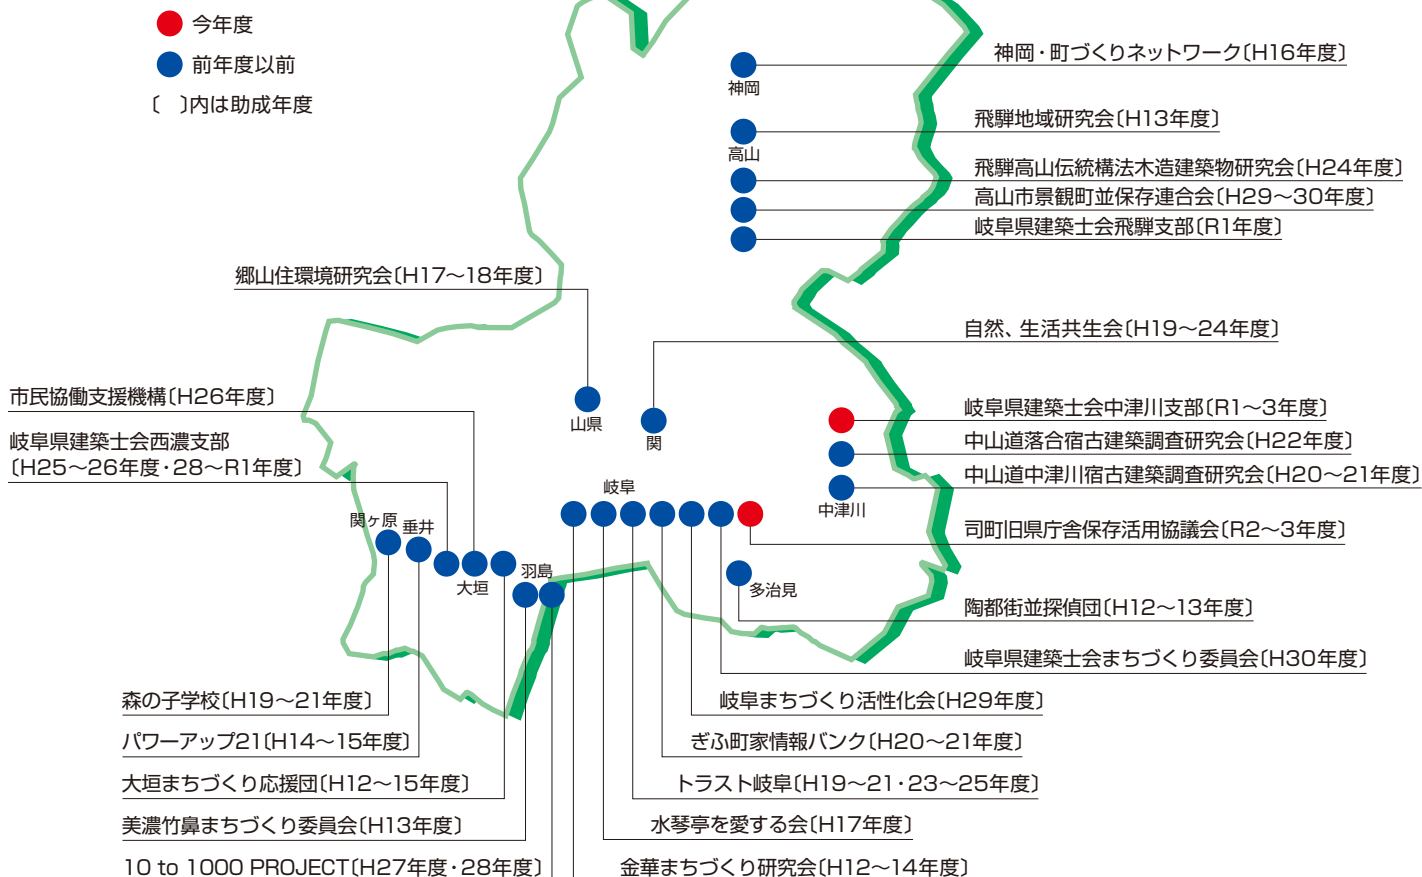 今年度
前年度以前
〔　〕内は助成年度
神岡・町づくりネットワーク〔H16年度〕
神岡
飛騨地域研究会〔H13年度〕
高山
飛騨高山伝統構法木造建築物研究会〔H24年度〕
高山市景観町並保存連合会〔H29～30年度〕
岐阜県建築士会飛騨支部〔R1年度〕
郷山住環境研究会〔H17～18年度〕
自然、生活共生会〔H19～24年度〕
市民協働支援機構〔H26年度〕
山県
関
岐阜県建築士会中津川支部〔R1～3年度〕
岐阜県建築士会西濃支部
〔H25～26年度・28～R1年度〕
中山道落合宿古建築調査研究会〔H22年度〕
中山道中津川宿古建築調査研究会〔H20～21年度〕
中津川
岐阜
関ヶ原
垂井
司町旧県庁舎保存活用協議会〔R2～3年度〕
大垣
羽島
多治見
陶都街並探偵団〔H12～13年度〕
岐阜県建築士会まちづくり委員会〔H30年度〕
森の子学校〔H19～21年度〕
岐阜まちづくり活性化会〔H29年度〕
パワーアップ21〔H14～15年度〕
ぎふ町家情報バンク〔H20～21年度〕
大垣まちづくり応援団〔H12～15年度〕
トラスト岐阜〔H19～21・23～25年度〕
美濃竹鼻まちづくり委員会〔H13年度〕
水琴亭を愛する会〔H17年度〕
10 to 1000 PROJECT〔H27年度・28年度〕
金華まちづくり研究会〔H12～14年度〕